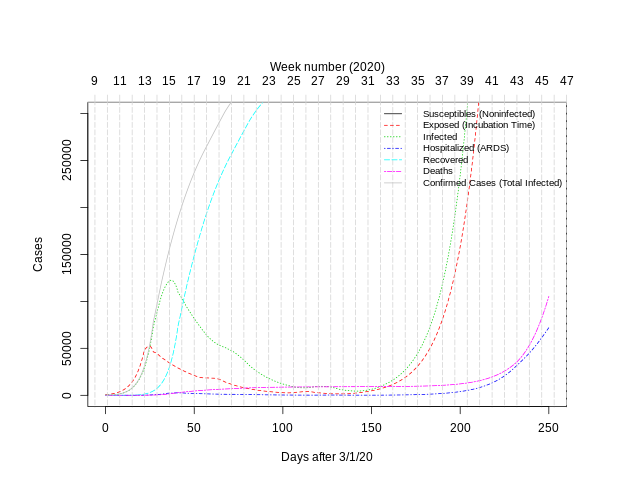 Week number (2020)
9 11 13 15 17 19 21 23 25 27 29 31 33 35 37 39 41 43 45 47
Susceptibles (Noninfected)
Exposed (Incubation Time)
Infected
Hospitalized (ARDS)
Recovered
Deaths
Confirmed Cases (Total Infected)
Cases
250000
150000
50000
0
0 50 100 150 200 250
Days after 3/1/20